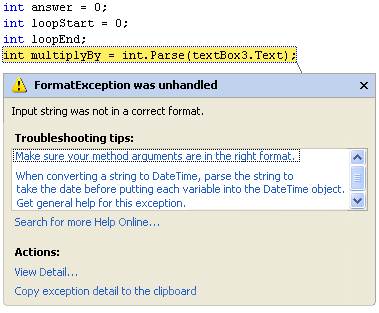 int answer = 0;
int loopStart = 0;
int loopEnd;
int multiplyBy = int.Parse(textBox3.Text);
FormatException was unhandled
Input string was not in a correct format.
Troubleshooting tips:
Make sure your method arguments are in the right format.
When converting a string to DateTime, parse the string to
take the date before putting each variable into the DateTime object.
Get general help for this exception.
Search for more Help Online...
Actions:
View Detail...
Copy exception detail to the clipboard